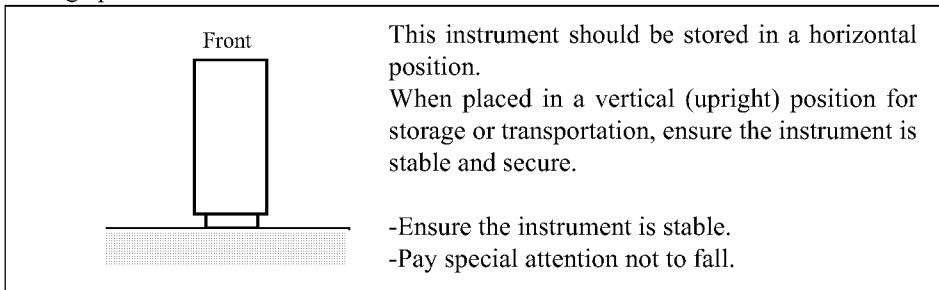 Front
This instrument should be stored in a horizontal
position.
When placed in a vertical (upright) position for
storage or transportation, ensure the instrument is
stable and secure.
-Ensure the instrument is stable.
-Pay special attention not to fall.